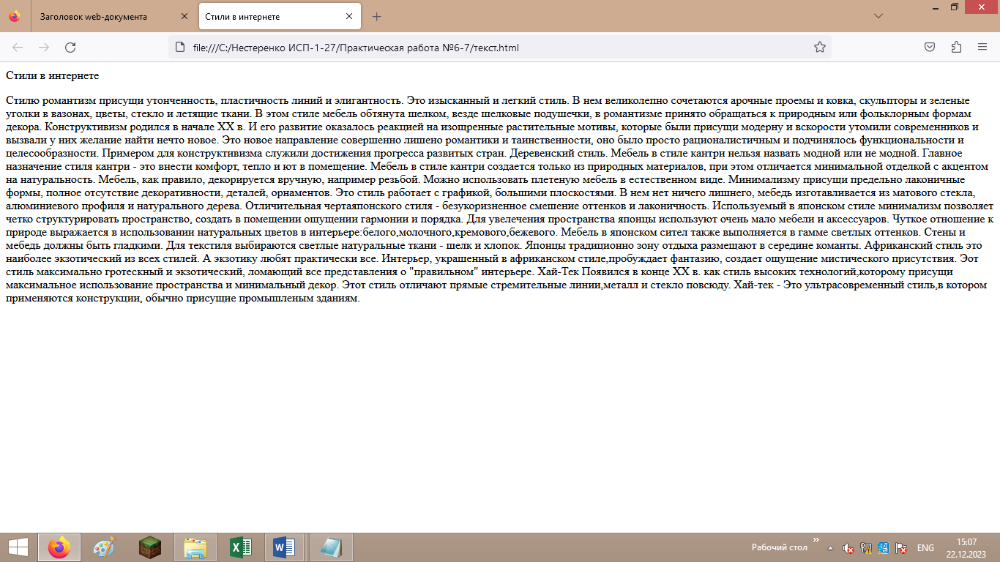 Заголовок web-документа
Стили в интернете
file:///C:/Нестеренко ИСП-1-27/Практическая работа №6-7/текст.html
Стили в интернете
Стилю романтизм присущи утонченность, пластичность линий и элигантность. Это изысканный и легкий стиль. В нем великолепно сочетаются арочные проемы и ковка, скульпторы и зеленые
уголки в вазонах, цветы, стекло и летящие ткани. В этом стиле мебель обтянута шелком, везде шелковые подушечки, в романтизме принято обращаться к природным или фольклорным формам
декора. Конструктивизм родился в начале XX в. И его развитие оказалось реакцией на изощренные растительные мотивы, которые были присущи модерну и вскорости утомили современников и
вызвали у них желание найти нечто новое. Это новое направление совершенно лишено романтики и таинственности, оно было просто рационалистичным и подчинялось функциональности и
целесообразности. Примером для конструктивизма служили достижения прогресса развитых стран. Деревенский стиль. Мебель в стиле кантри нельзя назвать модной или не модной. Главное
назначение стиля кантри - это внести комфорт, тепло и ют в помещение. Мебель в стиле кантри создается только из природных материалов, при этом отличается минимальной отделкой с акцентом
на натуральность. Мебель, как правило, декорируется вручную, например резьбой. Можно использовать плетеную мебель в естественном виде. Минимализму присущи предельно лаконичные
формы, полное отсутствие декоративности, деталей, орнаментов. Это стиль работает с графикой, большими плоскостями. В нем нет ничего лишнего, мебедь изготавливается из матового стекла,
алюминиевого профиля и натурального дерева. Отличительная чертаяпонского стиля - безукоризненное смешение оттенков и лаконичность. Используемый в японском стиле минимализм позволяет
четко структурировать пространство, создать в помещении ощущении гармонии и порядка. Для увелечения пространства японцы используют очень мало мебели и аксессуаров. Чуткое отношение к
природе выражается в использовании натуральных цветов в интерьере:белого,молочного,кремового,бежевого. Мебель в японском сител также выполняется в гамме светлых оттенков. Стены и
мебедь должны быть гладкими. Для текстиля выбираются светлые натуральные ткани - шелк и хлопок. Японцы традиционно зону отдыха размещают в середине команты. Африканский стиль это
наиболее экзотический из всех стилей. А экзотику любят практически все. Интерьер, украшенный в африканском стиле,пробуждает фантазию, создает ощущение мистического присутствия. Эот
стиль максимально гротескный и экзотический, ломающий все представления о "правильном" интерьере. Хай-Тек Появился в конце XX в. как стиль высоких технологий,которому присущи
максимальное использование пространства и минимальный декор. Этот стиль отличают прямые стремительные линии,металл и стекло повсюду. Хай-тек - Это ультрасовременный стиль,в котором
применяются конструкции, обычно присущие промышленым зданиям.
Рабочий стол
ENG
15:07
22.12.2023